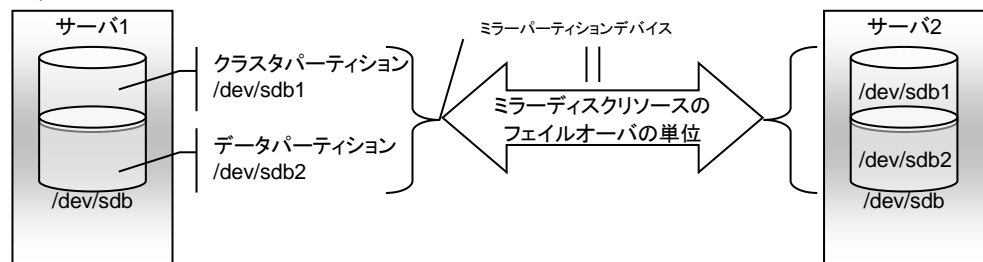 サーバ1
クラスタパーティション
/dev/sdb1
データパーティション
/dev/sdb2
/dev/sdb
ミラーパーティションデバイス
ミラーディスクリソースの
フェイルオーバの単位
サーバ2
/dev/sdb1
/dev/sdb2
/dev/sdb